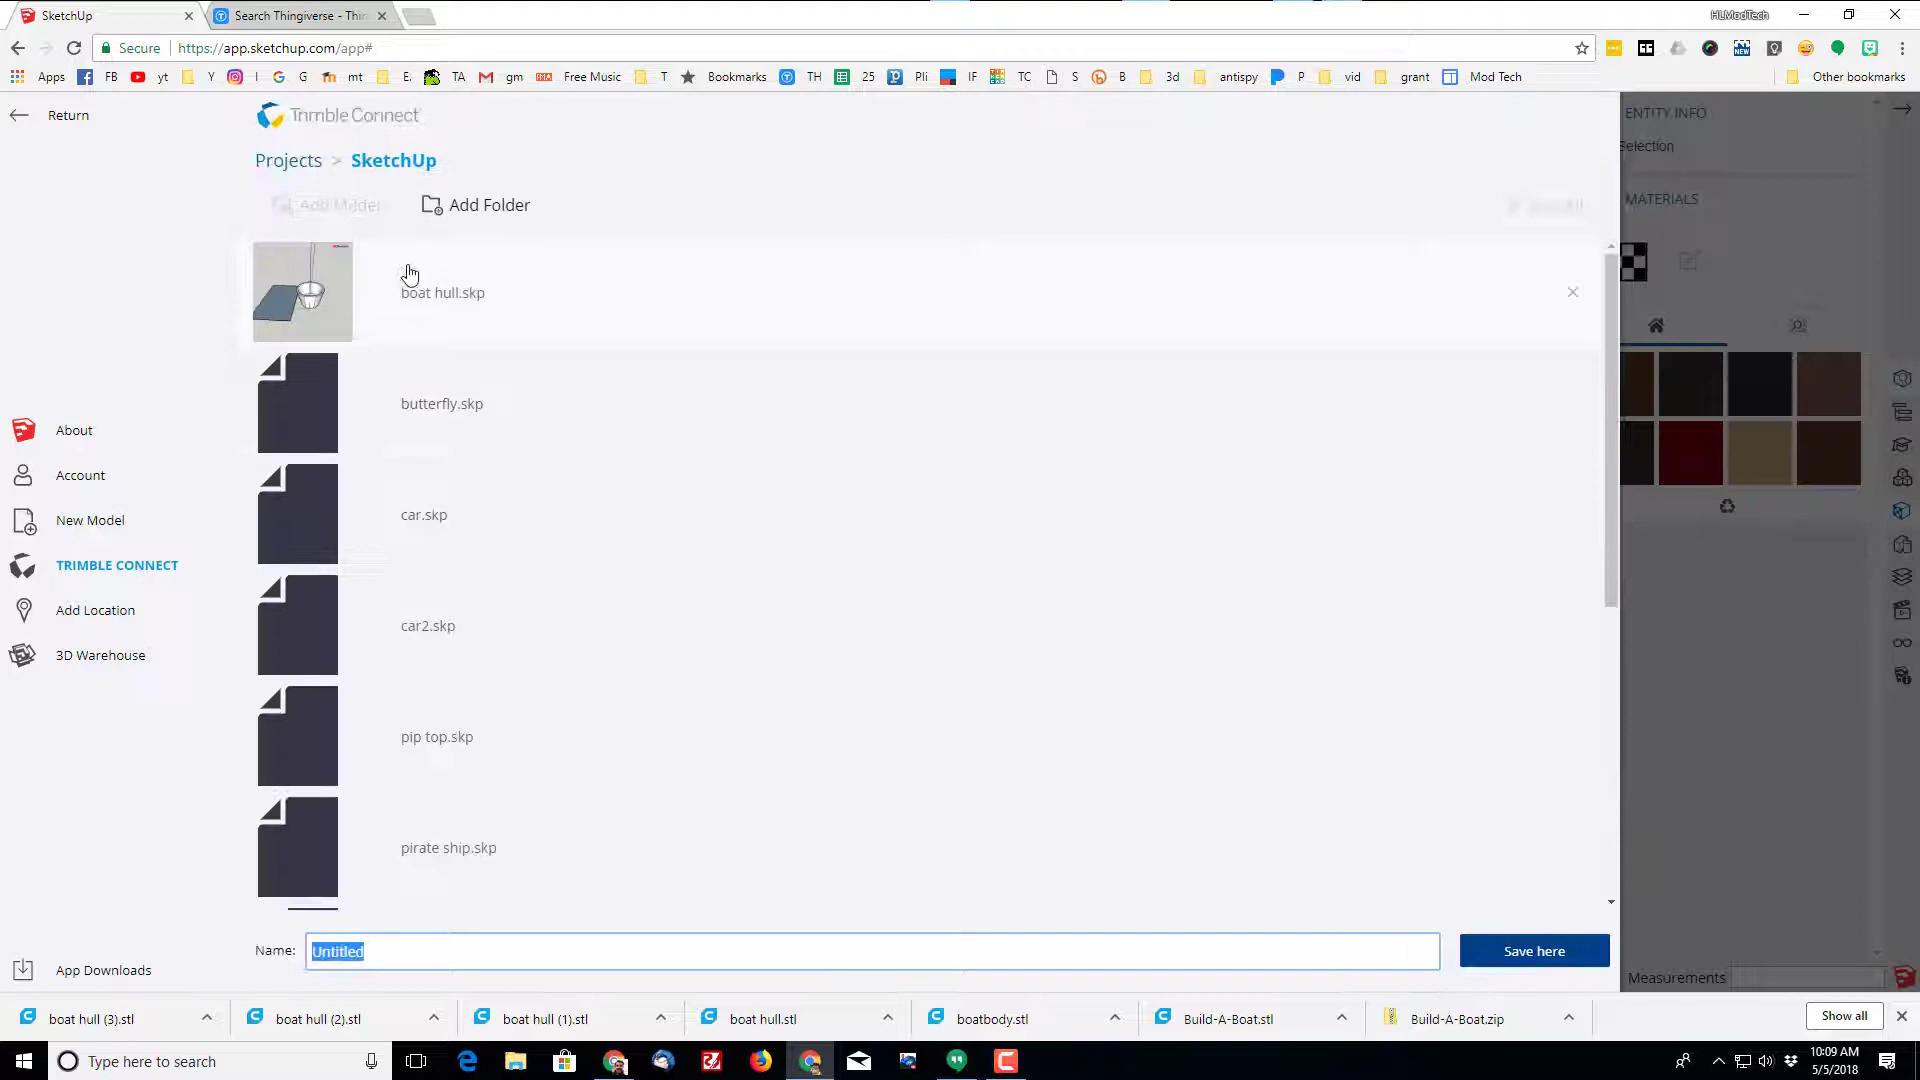 SketchUp
Search Thingiverse - Thin
HLModTech
Secure
https://app.sketchup.com/app#
Apps
FB
yt
Y
I
G
G
mt
E.
TA
gm
Free Music
T
Bookmarks
TH
25
Pli
IF
TC
S
B
3d
antispy
P
vid
grant
Mod Tech
Other bookmarks
Return
Trimble Connect
ENTITY INFO
Selection
Projects > SketchUp
MATERIALS
Add Folder
boat hull.skp
butterfly.skp
About
Account
car.skp
New Model
TRIMBLE CONNECT
Add Location
car2.skp
3D Warehouse
pip top.skp
pirate ship.skp
Name:
Untitled
Save here
App Downloads
Measurements
boat hull (3).stl
boat hull (2).stl
boat hull (1).stl
boat hull.stl
boatbody.stl
Build-A-Boat.stl
Build-A-Boat.zip
Show all
Type here to search
10:09 AM
5/5/2018